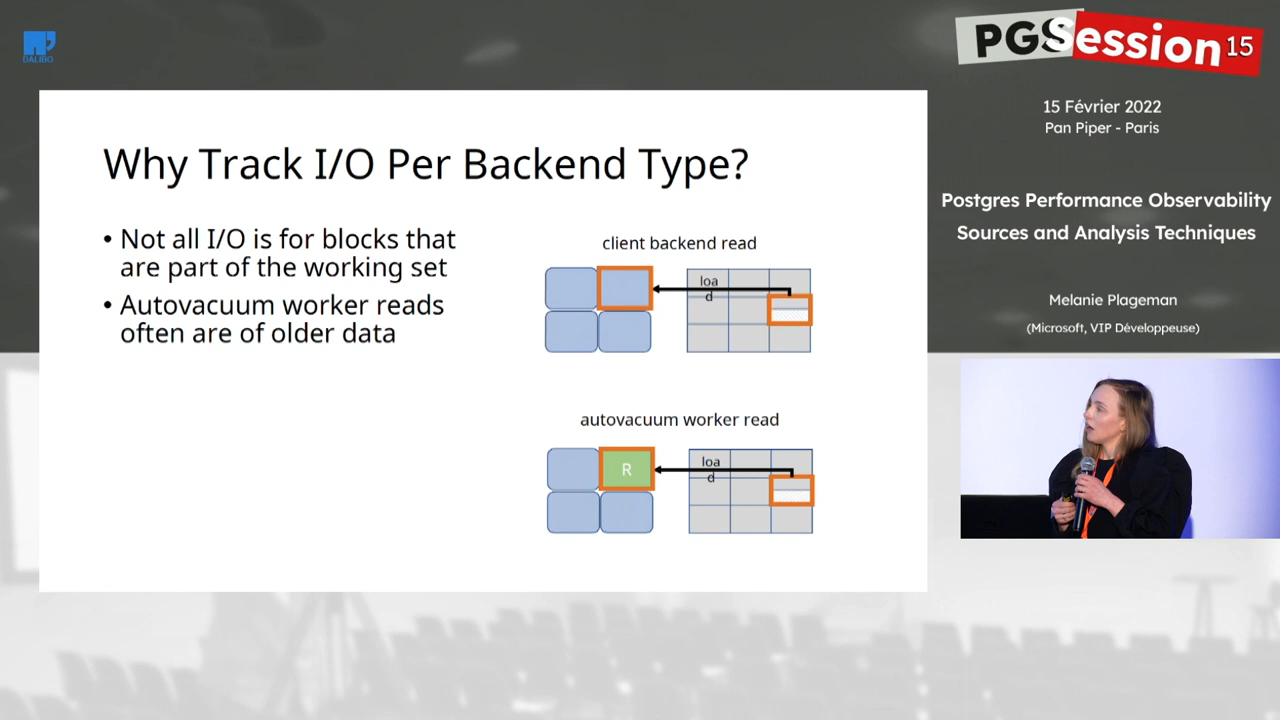 DALIBO
PGSession 15
15 Février 2022
Pan Piper - Paris
Postgres Performance Observability
Sources and Analysis Techniques
Melanie Plageman
(Microsoft, VIP Développeuse)
Why Track I/O Per Backend Type?
• Not all I/O is for blocks that
are part of the working set
• Autovacuum worker reads
often are of older data
client backend read
loa
d
autovacuum worker read
R
loa
d